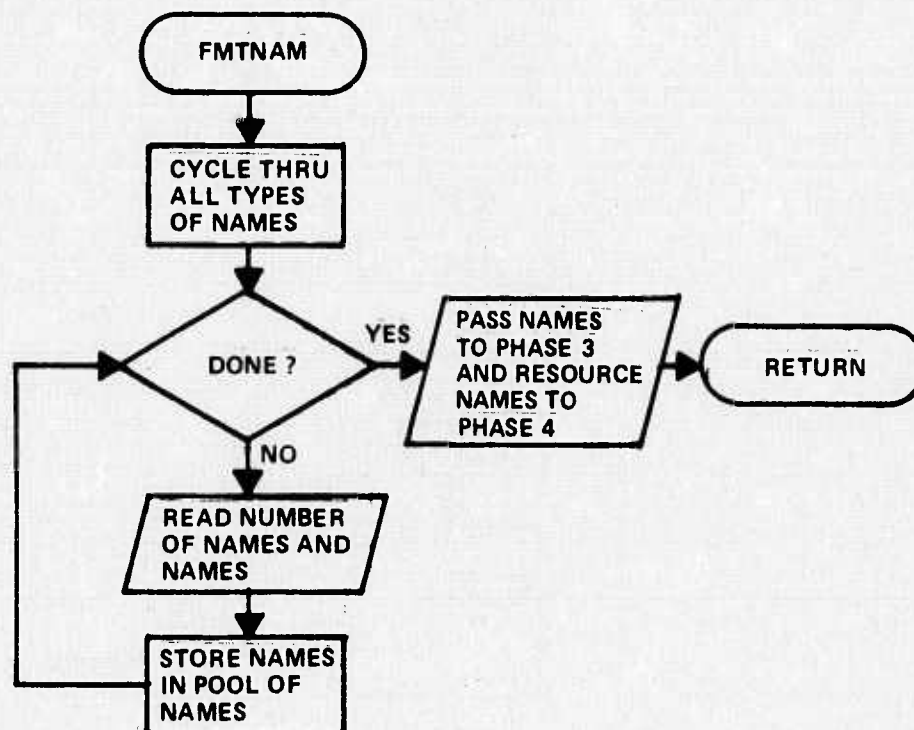 FMTNAM
CYCLE THRU
ALL TYPES
OF NAMES
DONE ?
YES
PASS NAMES
TO PHASE 3
AND RESOURCE
NAMES TO
PHASE 4
RETURN
NO
READ NUMBER
OF NAMES AND
NAMES
STORE NAMES
IN POOL OF
NAMES